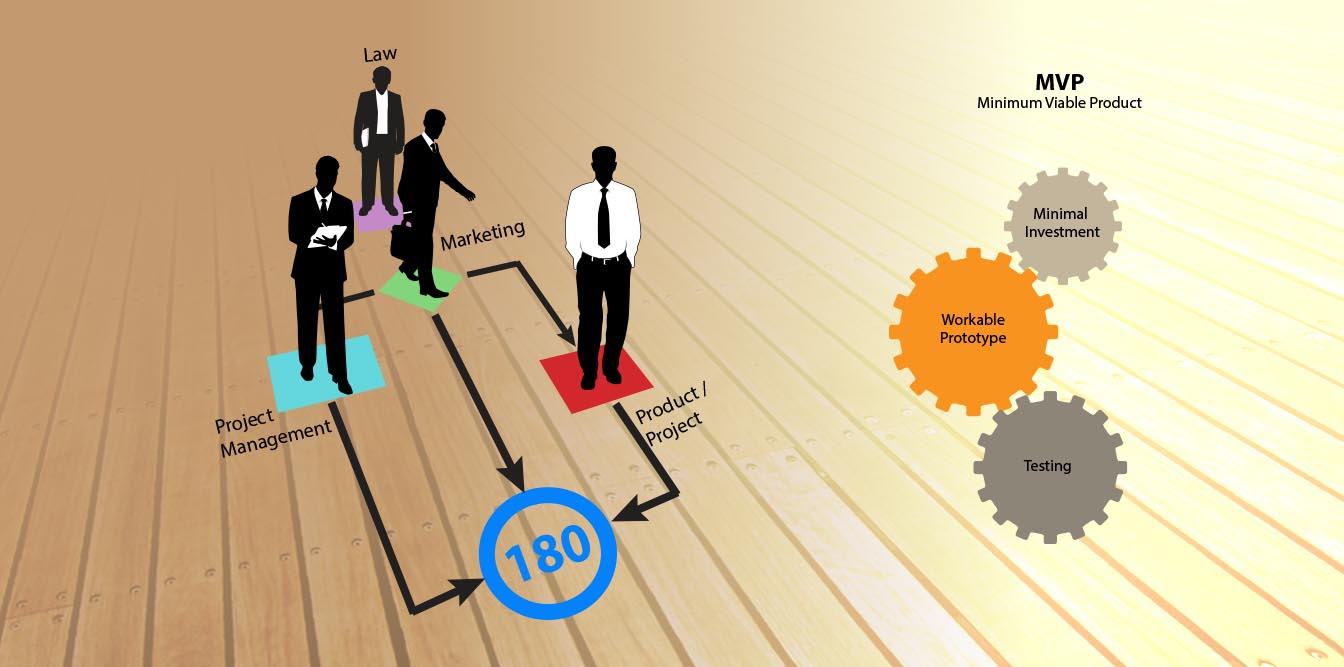 Law
Marketing
Project
Management
Product /
Project
180
MVP
Minimum Viable Product
Minimal
Investment
Workable
Prototype
Testing